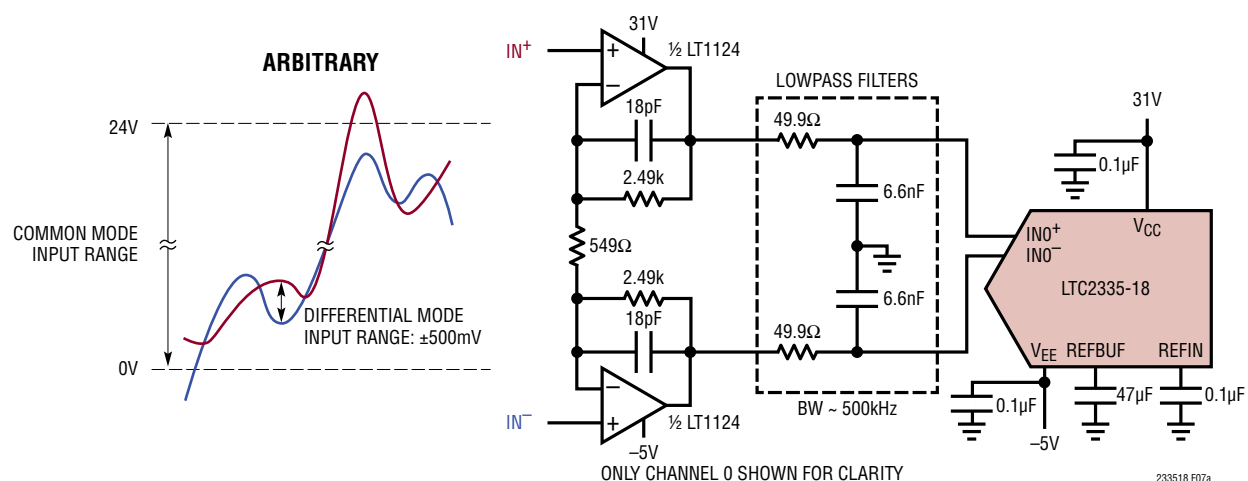 ARBITRARY
24V
COMMON MODE
INPUT RANGE
0V
DIFFERENTIAL MODE
INPUT RANGE: ±500mV
IN+
31V
½ LT1124
18pF
2.49k
549Ω
2.49k
18pF
IN−
½ LT1124
−5V
LOWPASS FILTERS
49.9Ω
6.6nF
6.6nF
49.9Ω
BW ~ 500kHz
31V
0.1µF
VCC
IN0+
IN0−
LTC2335-18
VEE
REFBUF
REFIN
0.1µF
47µF
0.1µF
−5V
ONLY CHANNEL 0 SHOWN FOR CLARITY
233518 F07a